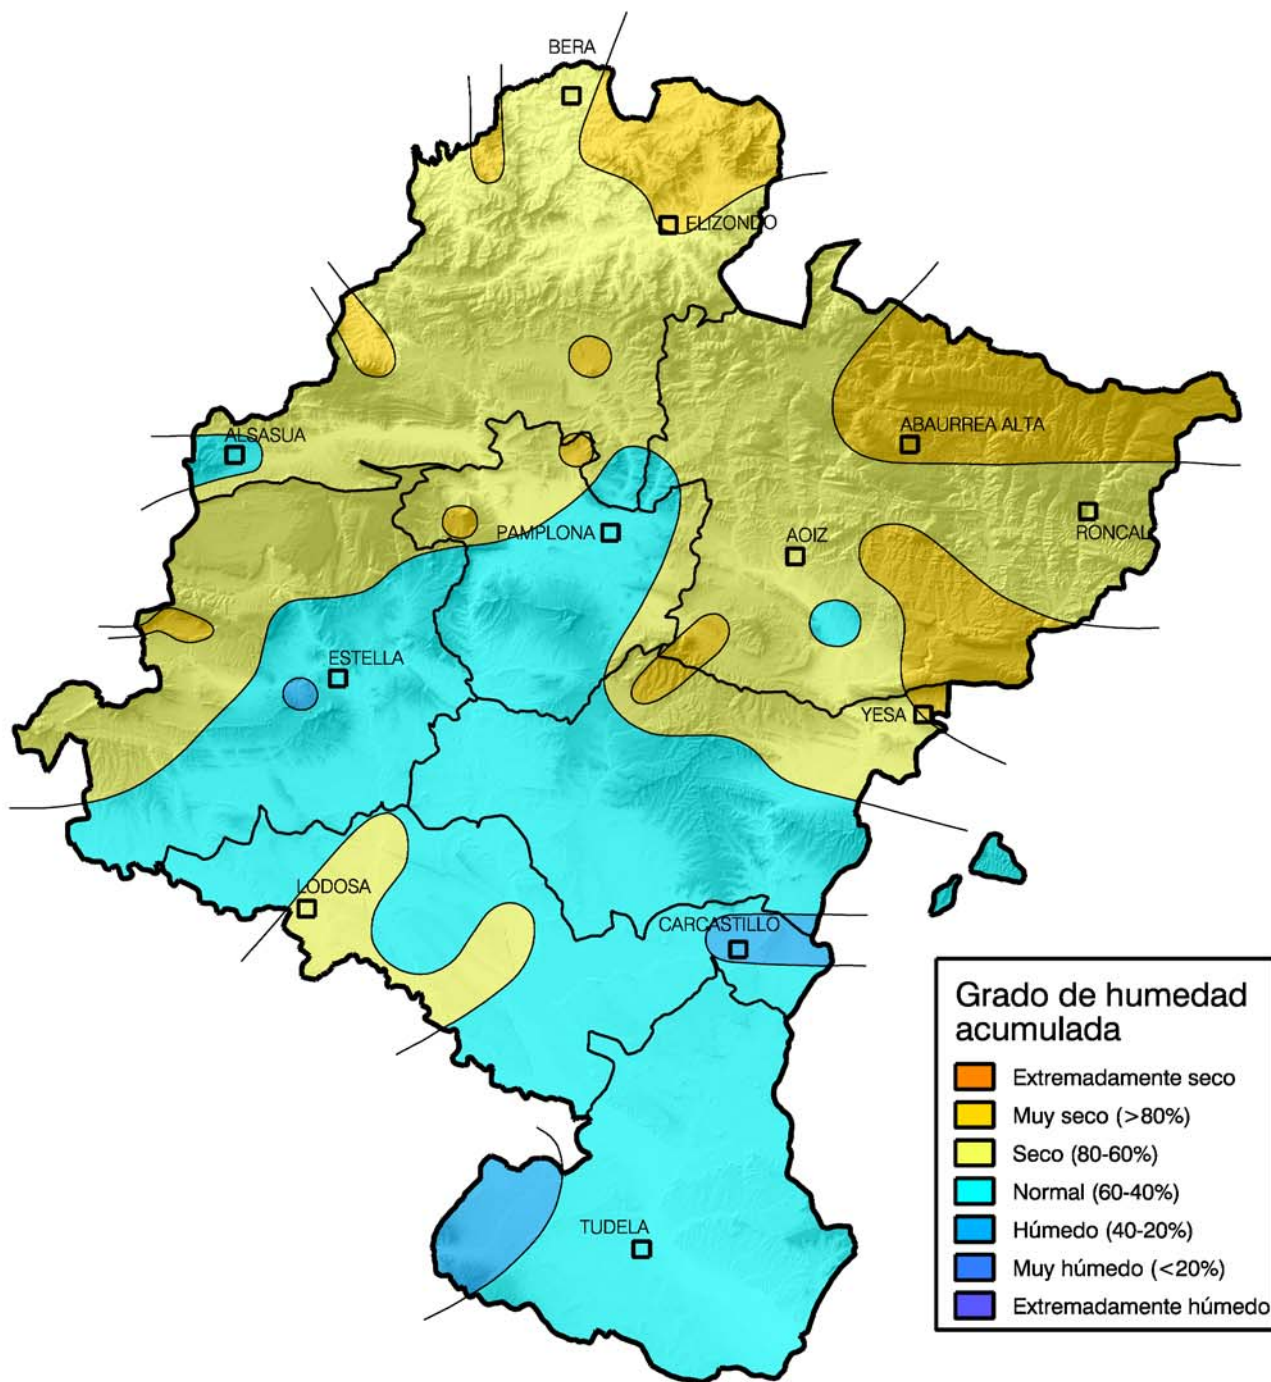 BERA
ELIZONDO
ALSASUA
ABAURREA ALTA
PAMPLONA
AOIZ
RONCAL
ESTELLA
YESA
LODOSA
CARCASTILLO
TUDELA
Grado de humedad
acumulada
Extremadamente seco
Muy seco (>80%)
Seco (80-60%)
Normal (60-40%)
Húmedo (40-20%)
Muy húmedo (<20%)
Extremadamente húmedo